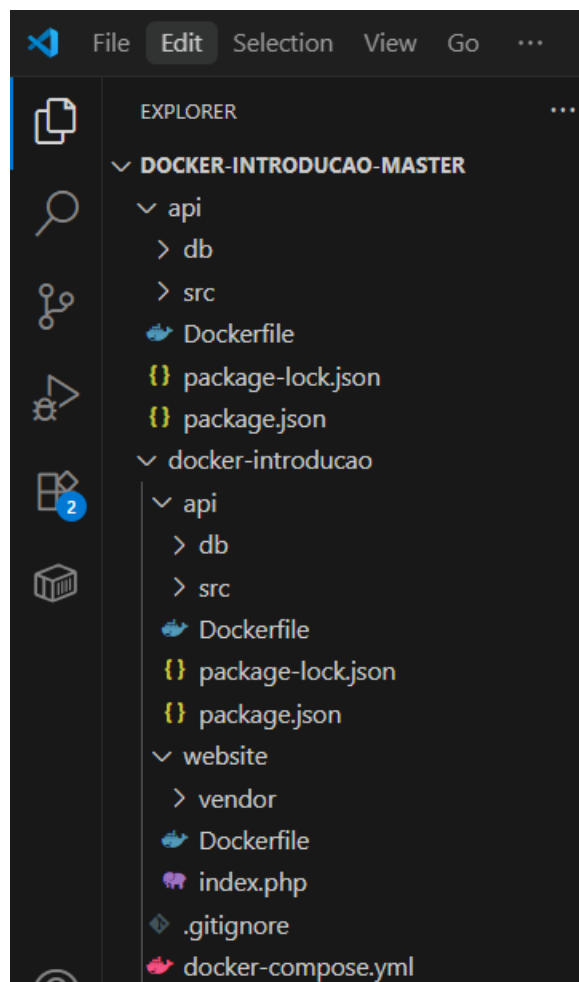 File Edit Selection View Go ...
EXPLORER ...
DOCKER-INTRODUCAO-MASTER
api
db
src
Dockerfile
{} package-lock.json
{} package.json
docker-introducao
api
db
src
Dockerfile
{} package-lock.json
{} package.json
2
website
vendor
Dockerfile
index.php
.gitignore
docker-compose.yml